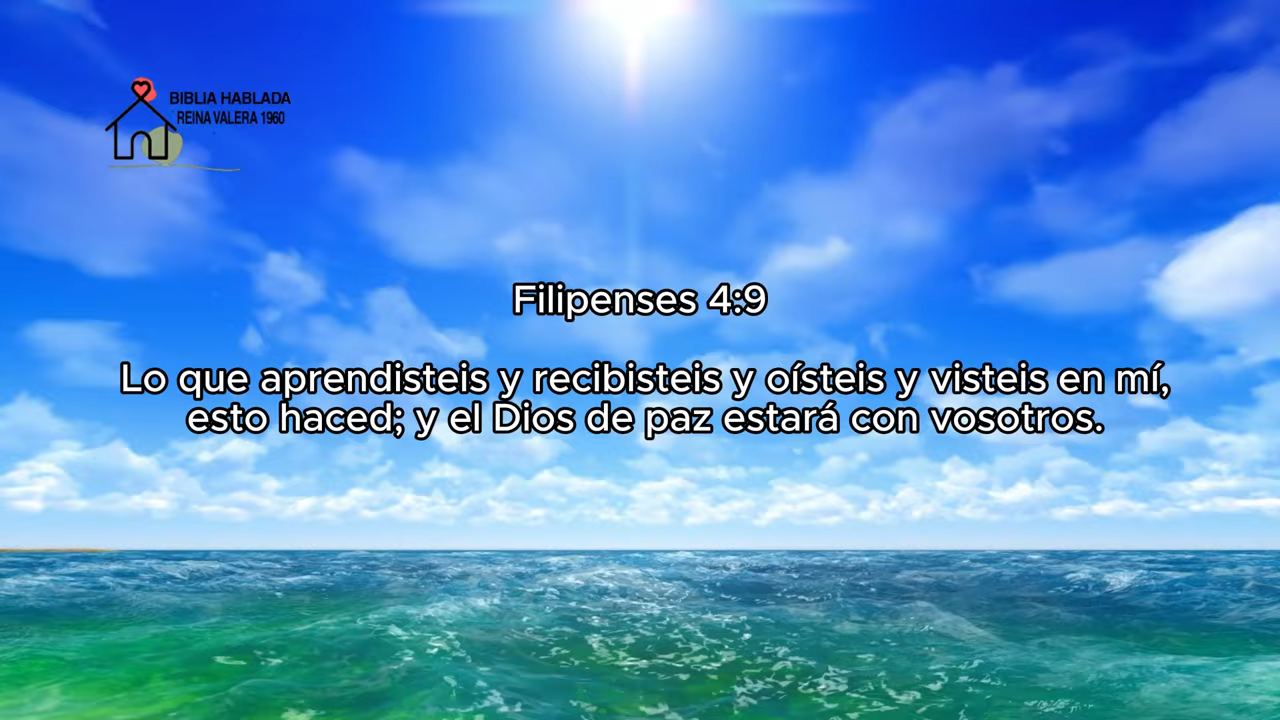 BIBLIA HABLADA
REINA VALERA 1960
Filipenses 4:9
Lo que aprendisteis y recibisteis y oísteis y visteis en mí,
esto haced; y el Dios de paz estará con vosotros.